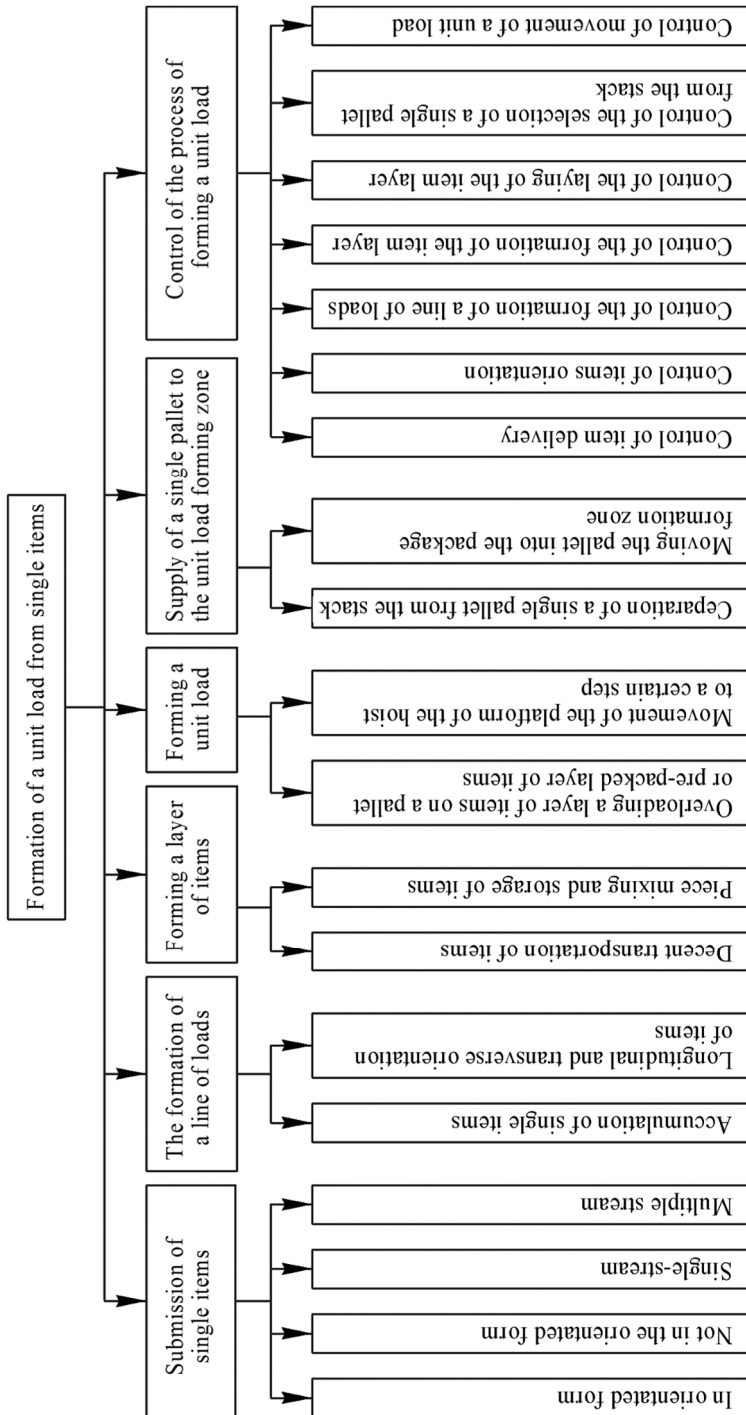 Formation of a unit load from single items
Submission of
single items
The formation of
a line of loads
Forming a layer
of items
Forming a
unit load
Supply of a single pallet to
the unit load forming zone
Control of the process of
forming a unit load
In orientated form
Not in the orientated form
Single-stream
Multiple stream
Accumulation of single items
Longitudinal and transverse orientation
of items
Decent transportation of items
Piece mixing and storage of items
Overloading a layer of items on a pallet
or pre-packed layer of items
Movement of the platform of the hoist
to a certain step
Ceparation of a single pallet from the stack
Moving the pallet into the package
formation zone
Control of item delivery
Control of items orientation
Control of the formation of a line of loads
Control of the formation of the item layer
Control of the laying of the item layer
Control of the selection of a single pallet
from the stack
Control of movement of a unit load